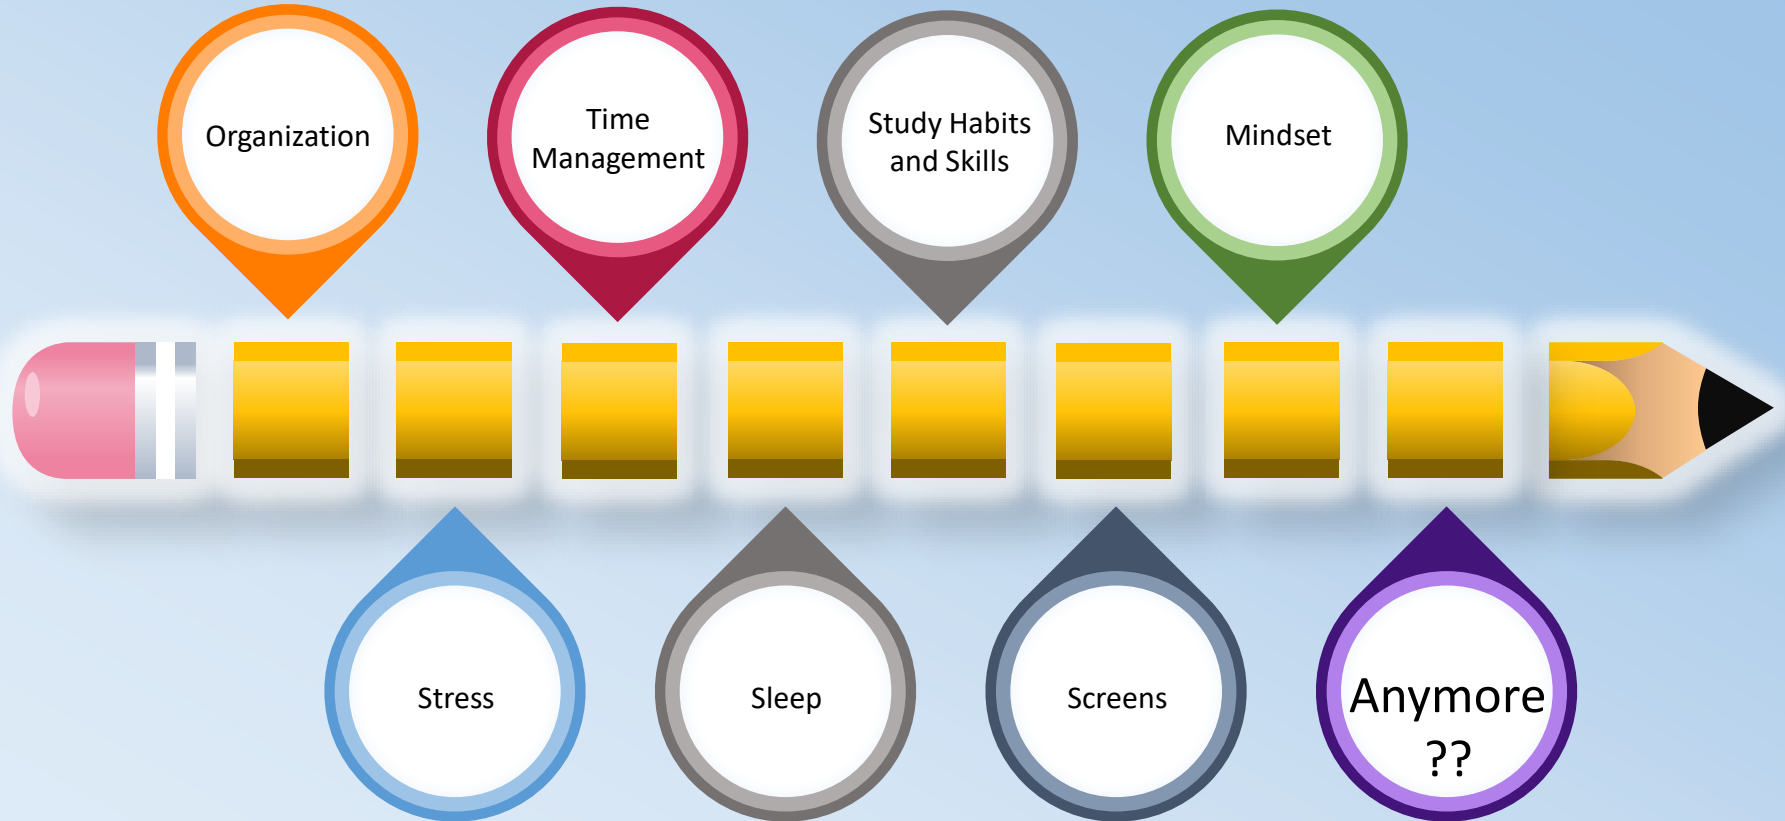 Organization
Time
Management
Study Habits
and Skills
Mindset
Stress
Sleep
Screens
Anymore
??